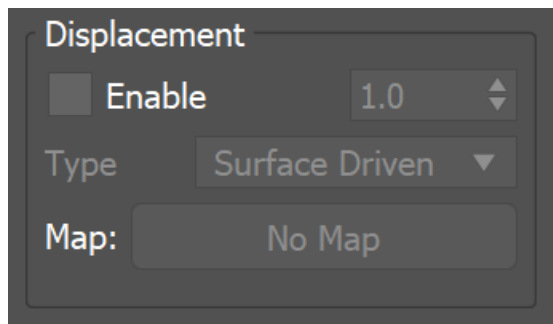 Displacement
Enable 1.0
Type Surface Driven
Map: No Map